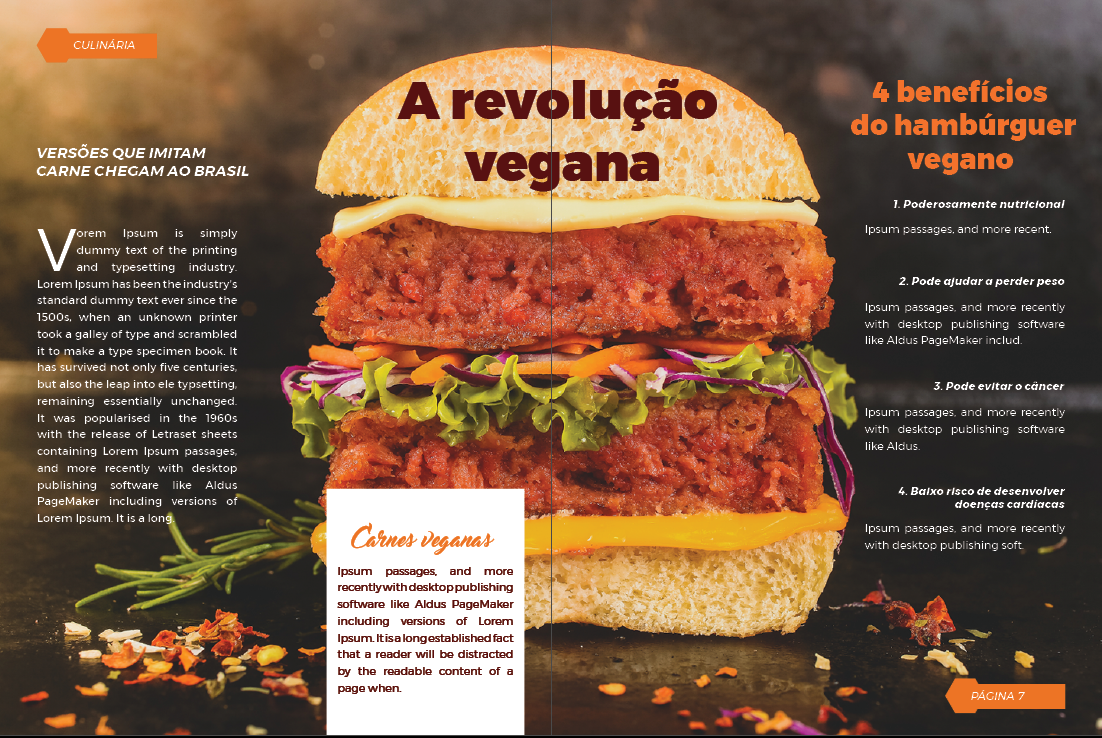 CULINÁRIA
VERSÕES QUE IMITAM
CARNE CHEGAM AO BRASIL
Vorem Ipsum is simply
dummy text of the printing
and typesetting industry.
Lorem Ipsum has been the industry's
standard dummy text ever since the
1500s, when an unknown printer
took a galley of type and scrambled
it to make a type specimen book. It
has survived not only five centuries,
but also the leap into ele typsetting,
remaining essentially unchanged.
It was popularised in the 1960s
with the release of Letraset sheets
containing Lorem Ipsum passages,
and more recently with desktop
publishing software like Aldus
PageMaker including versions of
Lorem Ipsum. It is a long.
A revolução
vegana
Carnes veganas
Ipsum passages, and more
recently with desktop publishing
software like Aldus PageMaker
including versions of Lorem
Ipsum. It is a long established fact
that a reader will be distracted
by the readable content of a
page when.
4 benefícios
do hambúrguer
vegano
1. Poderosamente nutricional
Ipsum passages, and more recent.
2. Pode ajudar a perder peso
Ipsum passages, and more recently
with desktop publishing software
like Aldus PageMaker includ.
3. Pode evitar o câncer
Ipsum passages, and more recently
with desktop publishing software
like Aldus.
4. Baixo risco de desenvolver
doenças cardíacas
Ipsum passages, and more recently
with desktop publishing soft.
PÁGINA 7